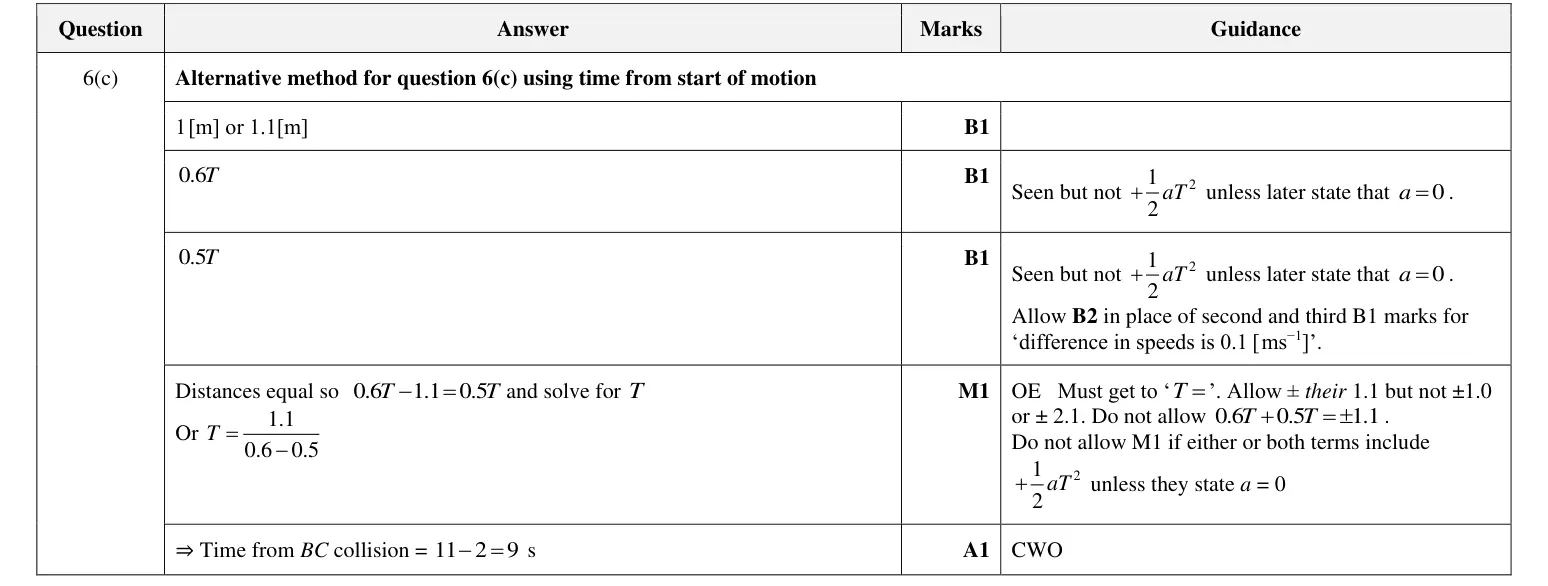 Question Answer Marks Guidance
6(c) Alternative method for question 6(c) using time from start of motion
1 [m] or 1.1[m] B1
0.6T B1 Seen but not +1/2 aT² unless later state that a = 0 .
0.5T B1 Seen but not +1/2 aT² unless later state that a = 0 .
Allow B2 in place of second and third B1 marks for
‘difference in speeds is 0.1 [ms⁻¹]’.
Distances equal so 0.6T −1.1 = 0.5T and solve for T M1 OE Must get to ‘T =’. Allow ± their 1.1 but not ±1.0
Or T = 1.1/(0.6 − 0.5) or ± 2.1. Do not allow 0.6T + 0.5T = ±1.1 .
Do not allow M1 if either or both terms include
+1/2 aT² unless they state a = 0
⇒ Time from BC collision = 11 − 2 = 9 s A1 CWO